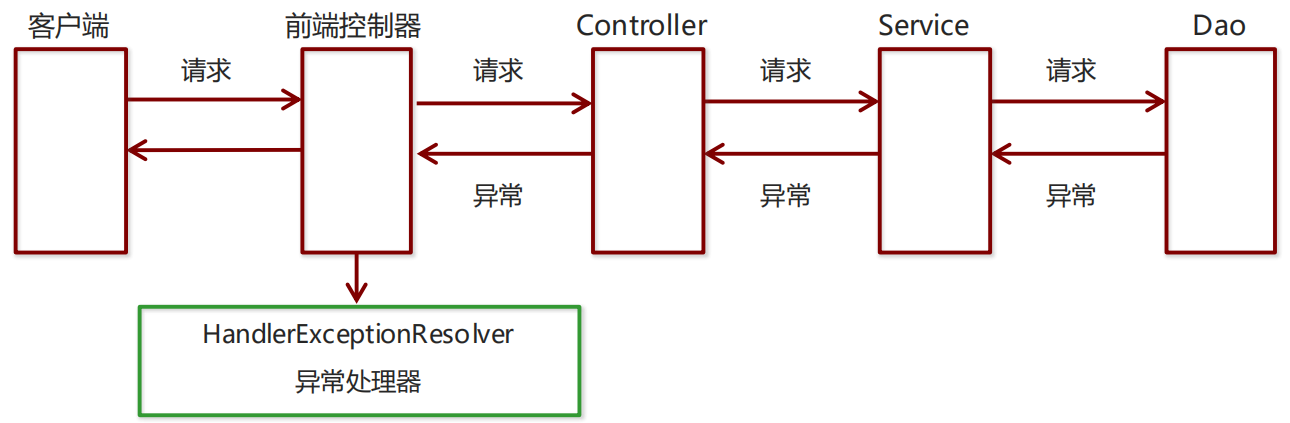 客户端
前端控制器
Controller
Service
Dao
请求
请求
请求
请求
异常
异常
异常
HandlerExceptionResolver
异常处理器